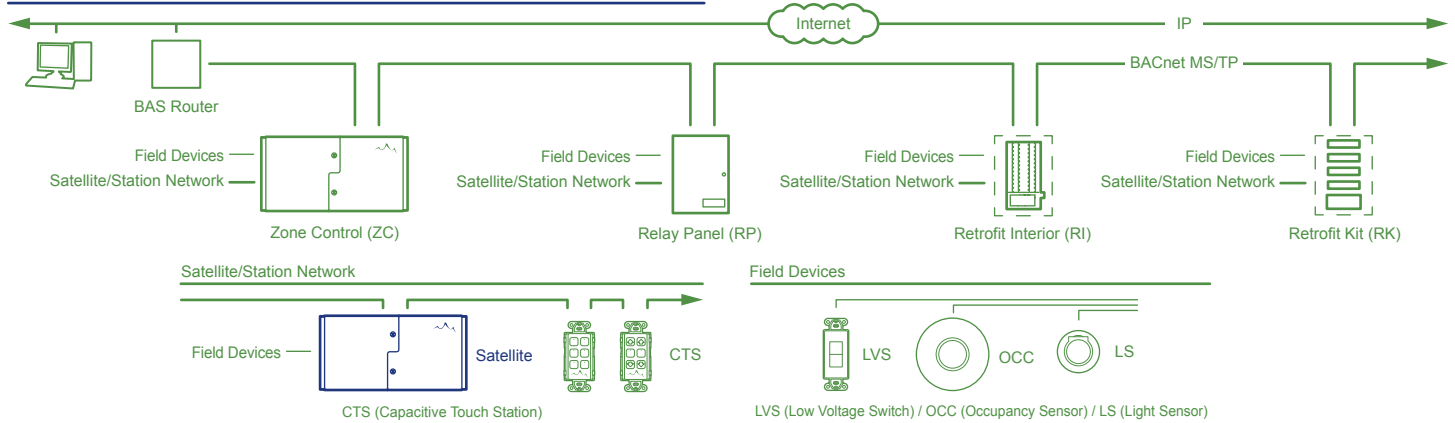 Internet
IP
BACnet MS/TP
BAS Router
Field Devices
Satellite/Station Network
Zone Control (ZC)
Field Devices
Satellite/Station Network
Relay Panel (RP)
Field Devices
Satellite/Station Network
Retrofit Interior (RI)
Field Devices
Satellite/Station Network
Retrofit Kit (RK)
Satellite/Station Network
Field Devices
Satellite
CTS
CTS (Capacitive Touch Station)
Field Devices
LVS
OCC
LS
LVS (Low Voltage Switch) / OCC (Occupancy Sensor) / LS (Light Sensor)